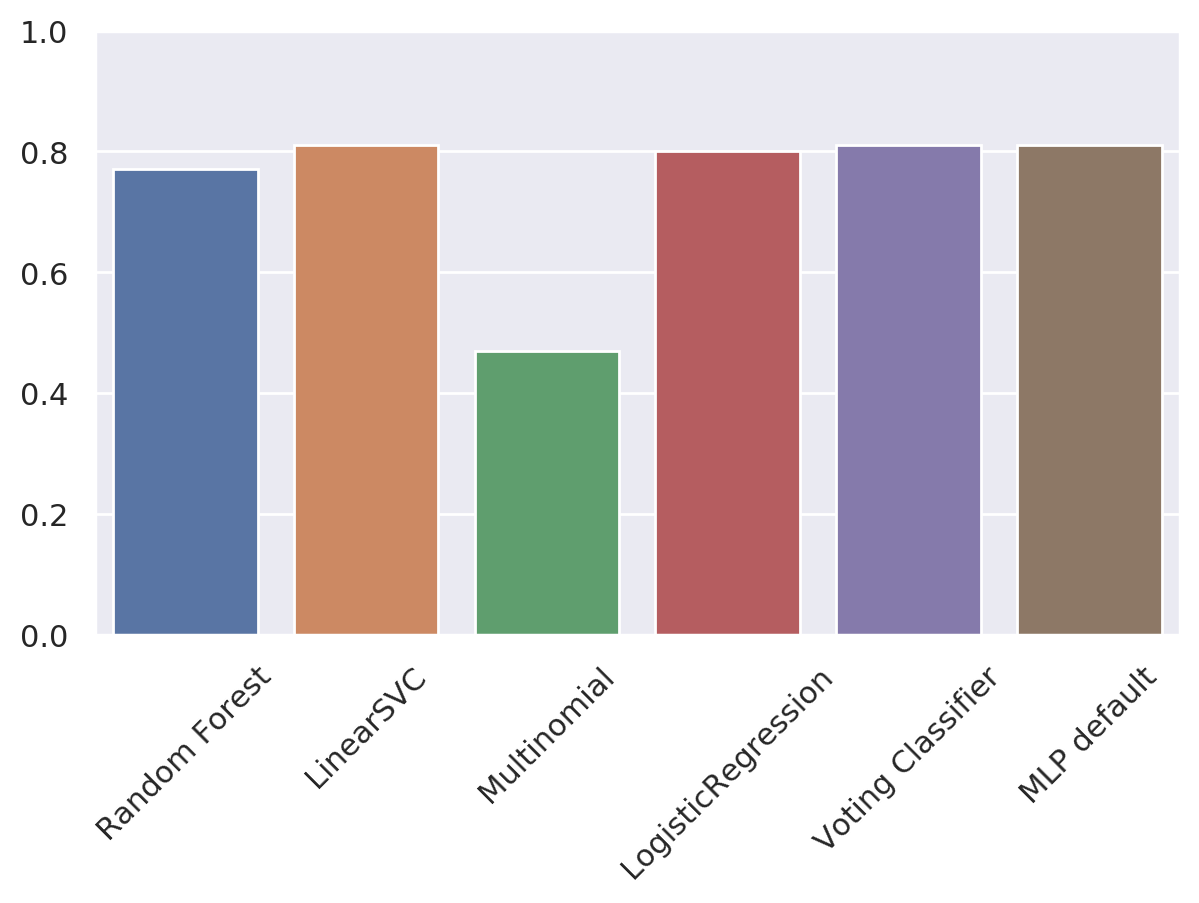 1.0
0.8
0.6
0.4
0.2
0.0
Random Forest
LinearSVC
Multinomial
LogisticRegression
Voting Classifier
MLP default